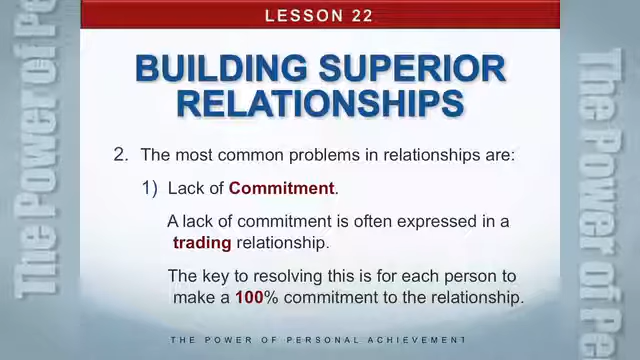 LESSON 22
BUILDING SUPERIOR
RELATIONSHIPS
2. The most common problems in relationships are:
1) Lack of Commitment.
A lack of commitment is often expressed in a
trading relationship.
The key to resolving this is for each person to
make a 100% commitment to the relationship.
THE POWER OF PERSONAL ACHIEVEMENT
The Power of Pe
The Power of Pe